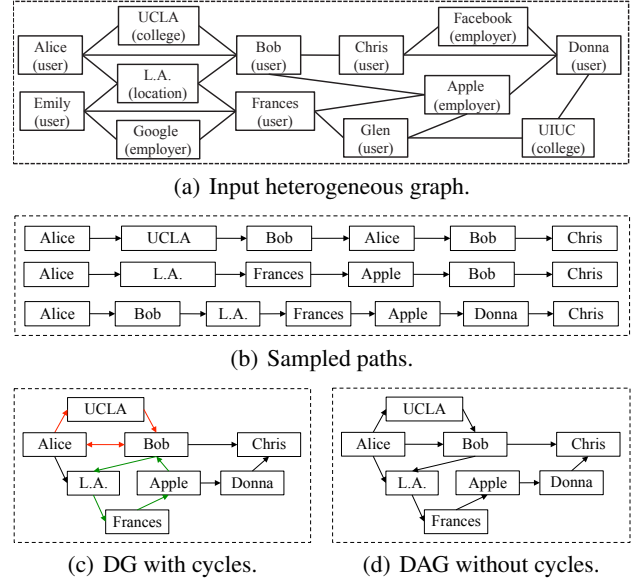 UCLA
(college)
Facebook
(employer)
Alice
(user)
Bob
(user)
Chris
(user)
Donna
(user)
L.A.
(location)
Apple
(employer)
Emily
(user)
Frances
(user)
Google
(employer)
Glen
(user)
UIUC
(college)
(a) Input heterogeneous graph.
Alice UCLA Bob Alice Bob Chris
Alice L.A. Frances Apple Bob Chris
Alice Bob L.A. Frances Apple Donna Chris
(b) Sampled paths.
UCLA
Alice Bob Chris
L.A. Apple Donna
Frances
(c) DG with cycles.
UCLA
Alice Bob Chris
L.A. Apple Donna
Frances
(d) DAG without cycles.